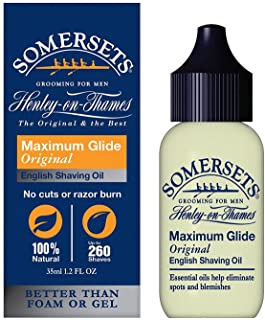 SOMERSETS
GROOMING FOR MEN
Henley-on-Thames
The Original & the Best
Maximum Glide
Original
English Shaving Oil
No cuts or razor burn
100%
Natural
Up to
260
Shaves
35ml 1.2 FL OZ
BETTER THAN
FOAM OR GEL
SOMERSETS
GROOMING FOR MEN
Henley-on-Thames
Maximum Glide
Original
English Shaving Oil
Essential oils help eliminate
spots and blemishes